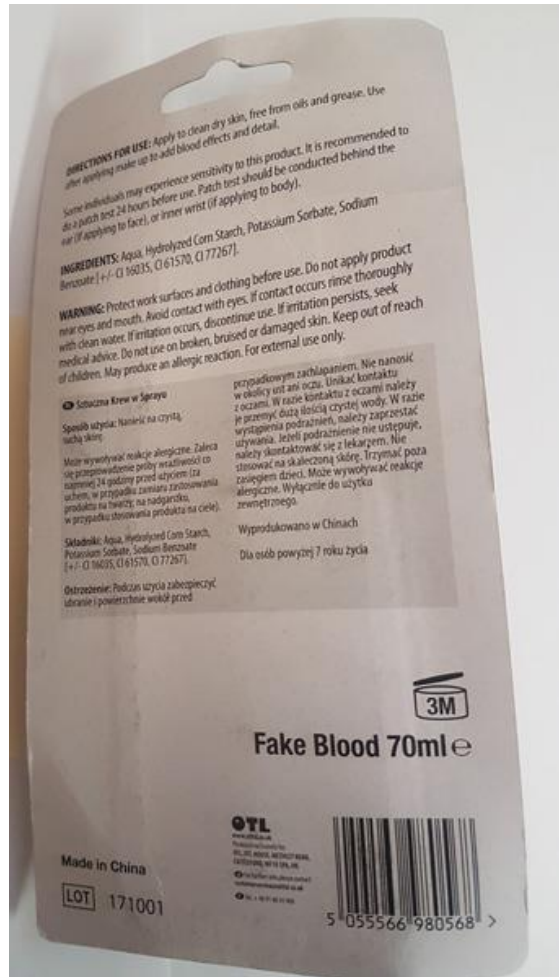 DIRECTIONS FOR USE: Apply to clean dry skin, free from oils and grease. Use
after applying make up to add blood effects and detail.
Some individuals may experience sensitivity to this product. It is recommended to
do a patch test 24 hours before use. Patch test should be conducted behind the
ear (if applying to face), or inner wrist (if applying to body).
INGREDIENTS: Aqua, Hydrolyzed Corn Starch, Potassium Sorbate, Sodium
Benzoate [+/- CI 16035, CI 61570, CI 77267].
WARNING: Protect work surfaces and clothing before use. Do not apply product
near eyes and mouth. Avoid contact with eyes. If contact occurs rinse thoroughly
with clean water. If irritation occurs, discontinue use. If irritation persists, seek
medical advice. Do not use on broken, bruised or damaged skin. Keep out of reach
of children. May produce an allergic reaction. For external use only.
Sztuczna Krew w Sprayu
Sposób użycia: Nanieść na czystą,
suchą skórę.
Może wywoływać reakcje alergiczne. Zaleca
się przeprowadzenie próby wrażliwości co
najmniej 24 godziny przed użyciem (za
uchem, w przypadku zamiaru zastosowania
produktu na twarzy; na nadgarstku,
w przypadku stosowania produktu na ciele).
Składniki: Aqua, Hydrolyzed Corn Starch,
Potassium Sorbate, Sodium Benzoate
[+/- CI 16035, CI 61570, CI 77267].
Ostrzeżenie: Podczas użycia zabezpieczyć
ubranie i powierzchnie wokół przed
przypadkowym zachlapaniem. Nie nanosić
w okolicy ust ani oczu. Unikać kontaktu
z oczami. W razie kontaktu z oczami należy
je przemyć dużą ilością czystej wody. W razie
wystąpienia podrażnień, należy zaprzestać
używania. Jeżeli podrażnienie nie ustępuje,
należy skontaktować się z lekarzem. Nie
stosować na skaleczoną skórę. Trzymać poza
zasięgiem dzieci. Może wywoływać reakcje
alergiczne. Wyłącznie do użytku
zewnętrznego.
Wyprodukowano w Chinach
Dla osób powyżej 7 roku życia
3M
Fake Blood 70ml e
OTL
Made in China
LOT 171001
5 055566 980568 >